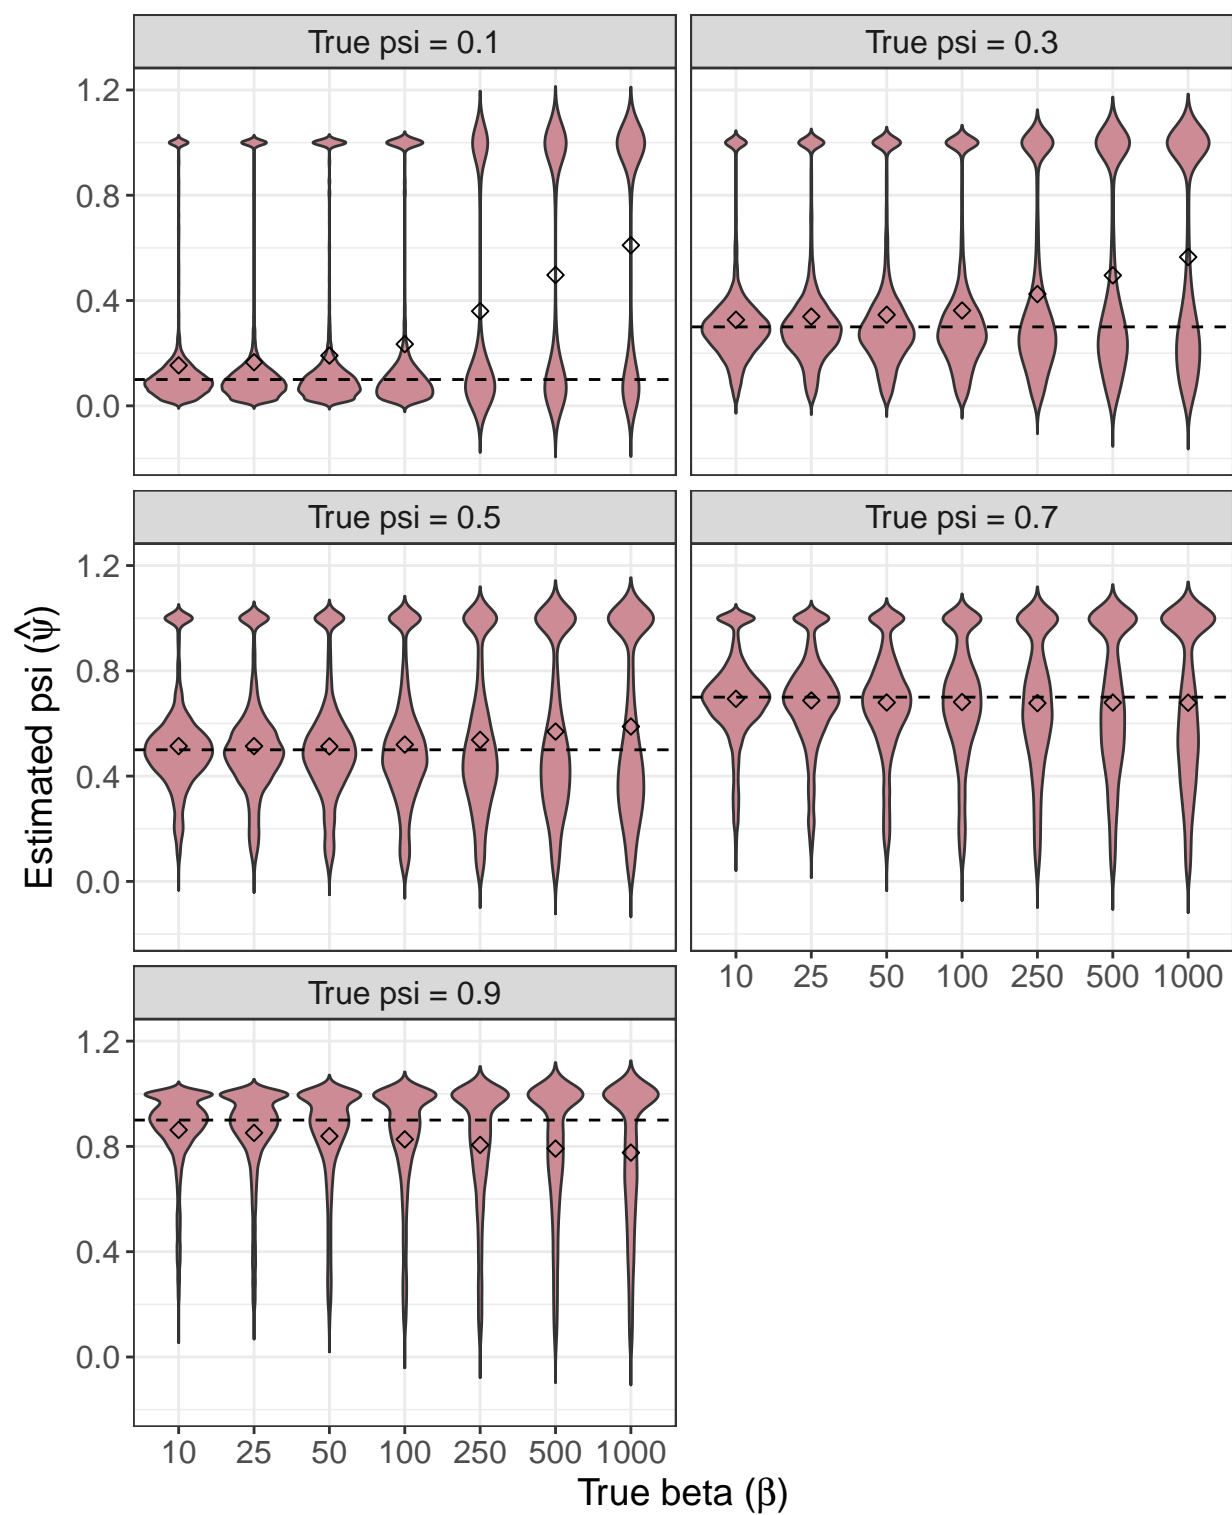 True psi = 0.1
True psi = 0.3
1.2
0.8
0.4
0.0
True psi = 0.5
True psi = 0.7
1.2
0.8
0.4
0.0
10 25 50 100 250 500 1000
True psi = 0.9
1.2
0.8
0.4
0.0
10 25 50 100 250 500 1000
Estimated psi (ψ̂)
True beta (β)